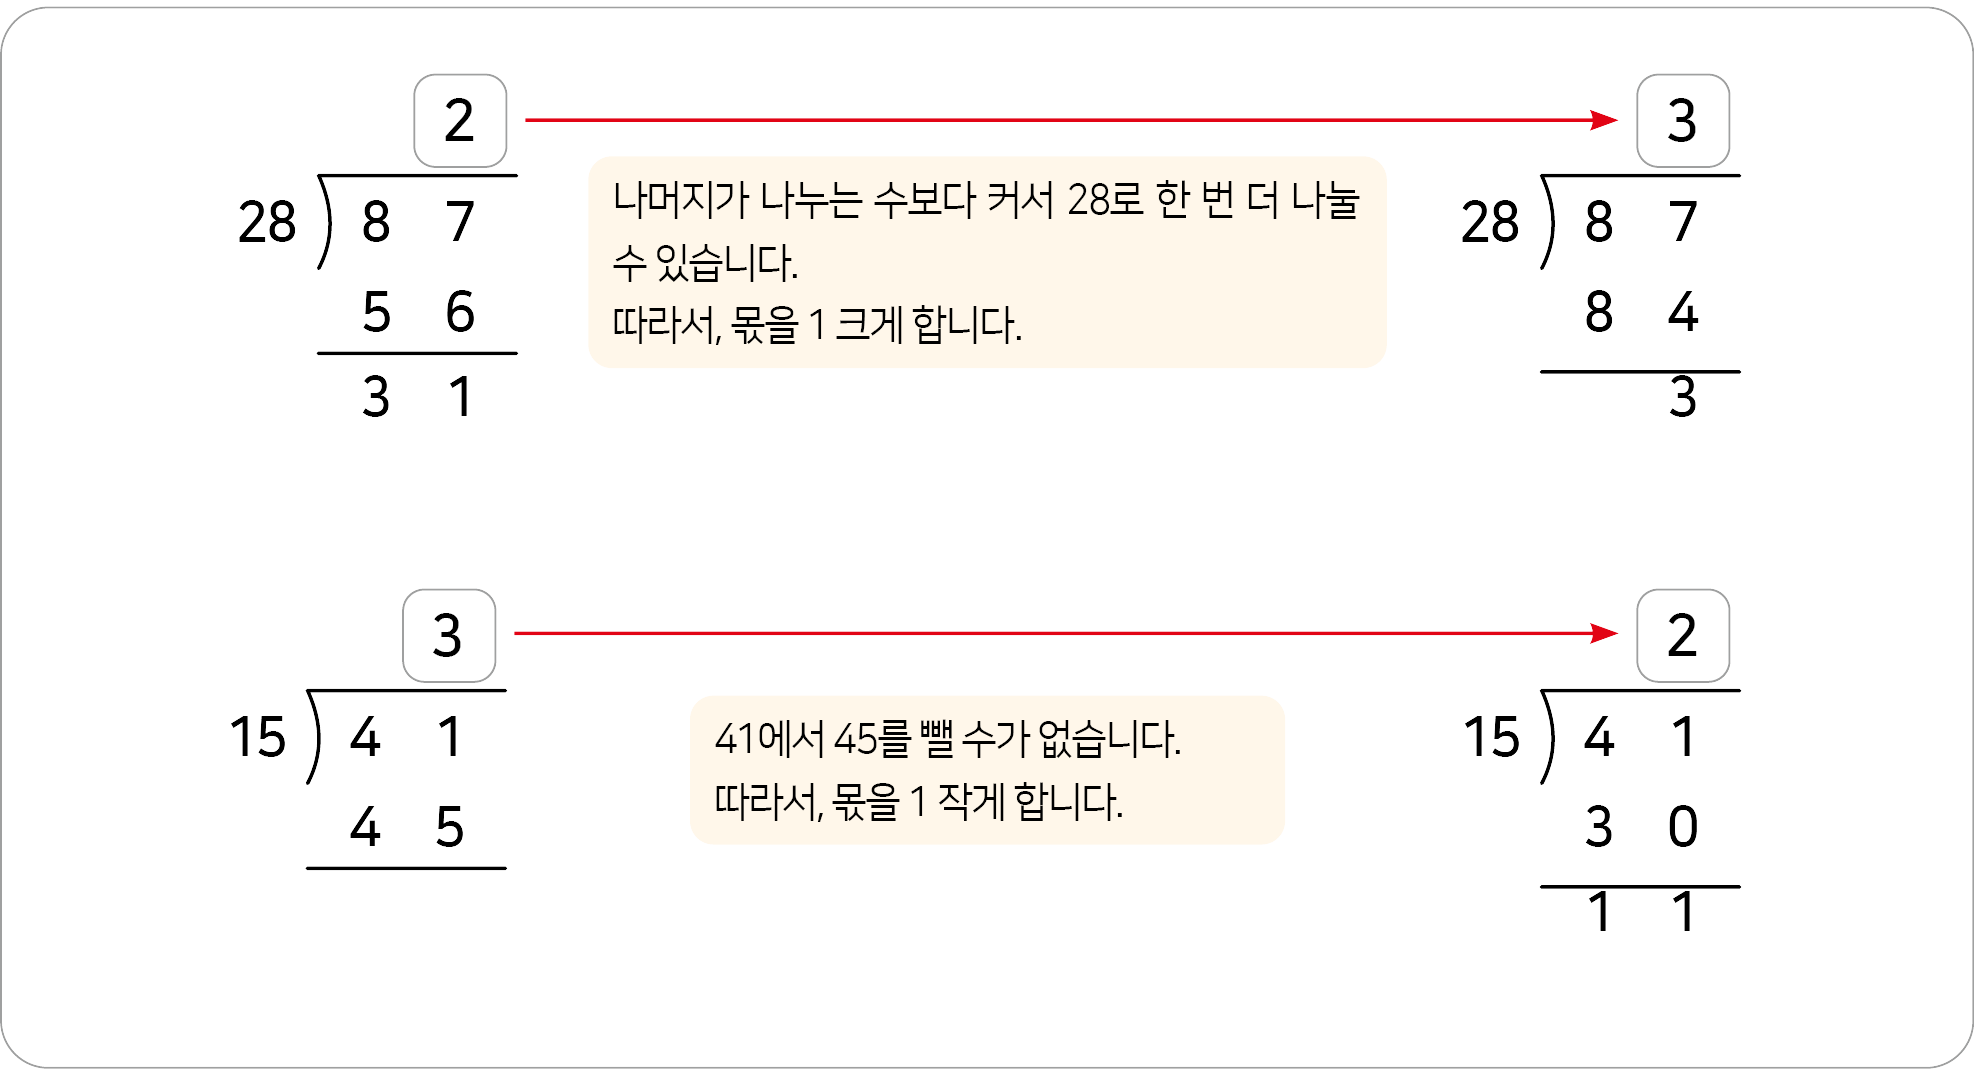 2
3
28 8 7
5 6
3 1
나머지가 나누는 수보다 커서 28로 한 번 더 나눌
수 있습니다.
따라서, 몫을 1 크게 합니다.
28 8 7
8 4
3
3
2
15 4 1
4 5
41에서 45를 뺄 수가 없습니다.
따라서, 몫을 1 작게 합니다.
15 4 1
3 0
1 1